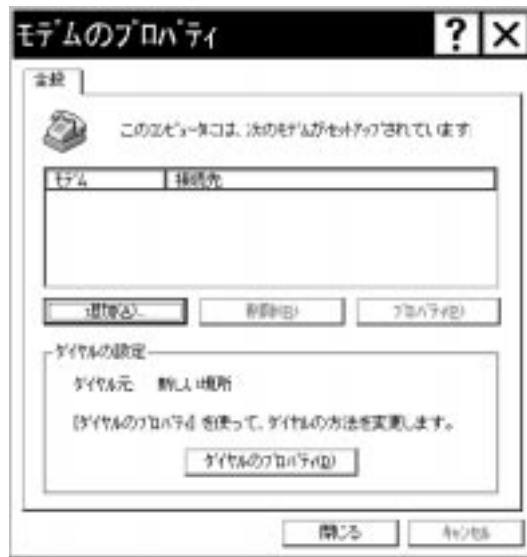 モデムのプロパティ
? ×
全般
このコンピュータには、次のモデムがセットアップされています
モデム 接続先
追加(A)... 削除(R) プロパティ(P)
ダイヤルの設定
ダイヤル元 新しい場所
[ダイヤルのプロパティ] を使って、ダイヤルの方法を変更します。
ダイヤルのプロパティ(D)
閉じる キャンセル